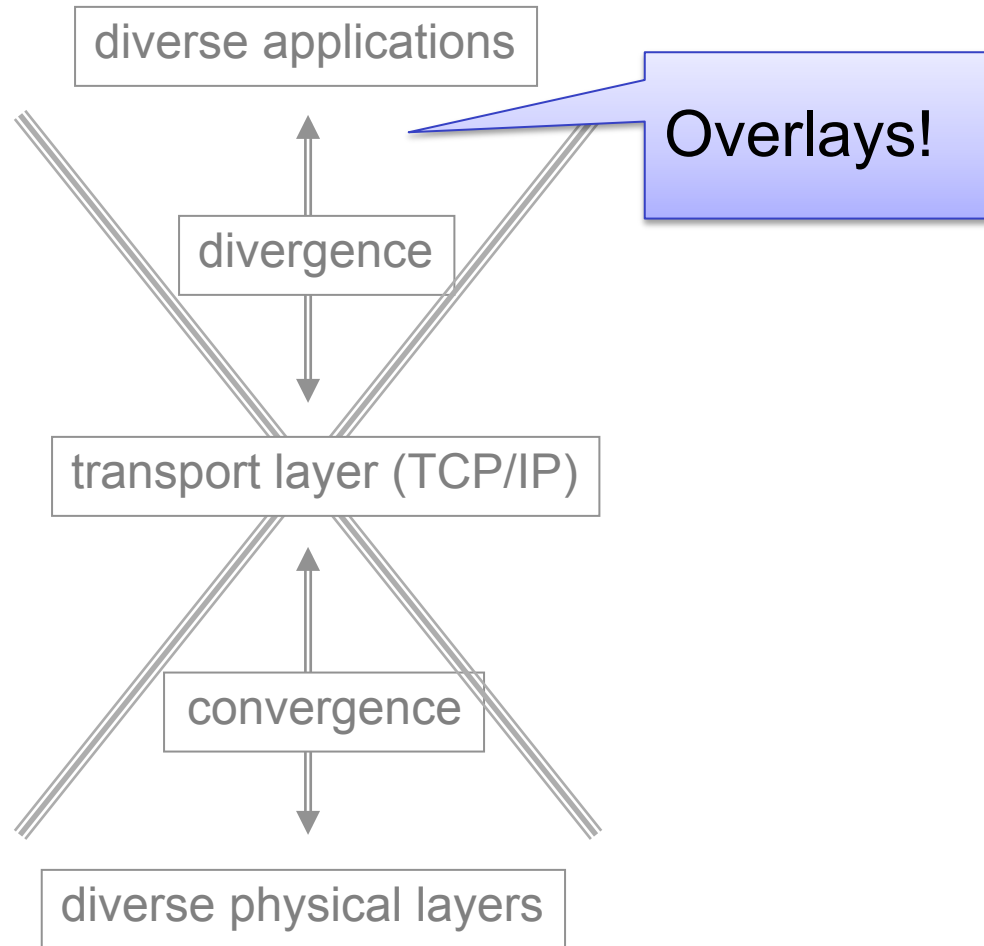 diverse applications
Overlays!
divergence
transport layer (TCP/IP)
convergence
diverse physical layers